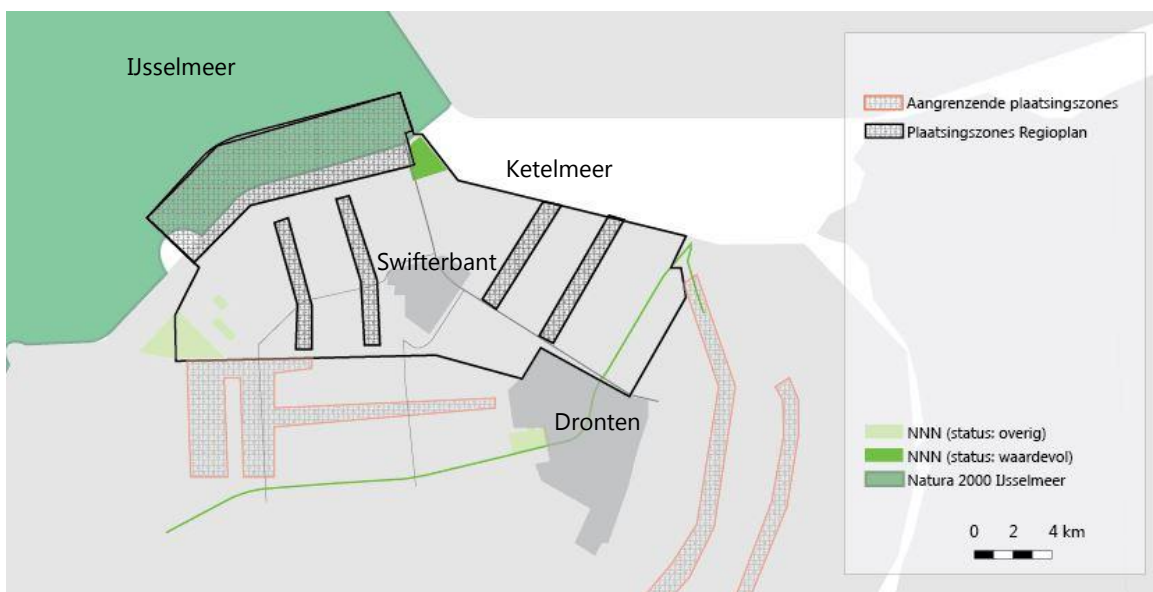 IJsselmeer
Ketelmeer
Swifterbant
Dronten
Aangrenzende plaatsingszones
Plaatsingszones Regioplan
NNN (status: overig)
NNN (status: waardevol)
Natura 2000 IJsselmeer
0 2 4 km